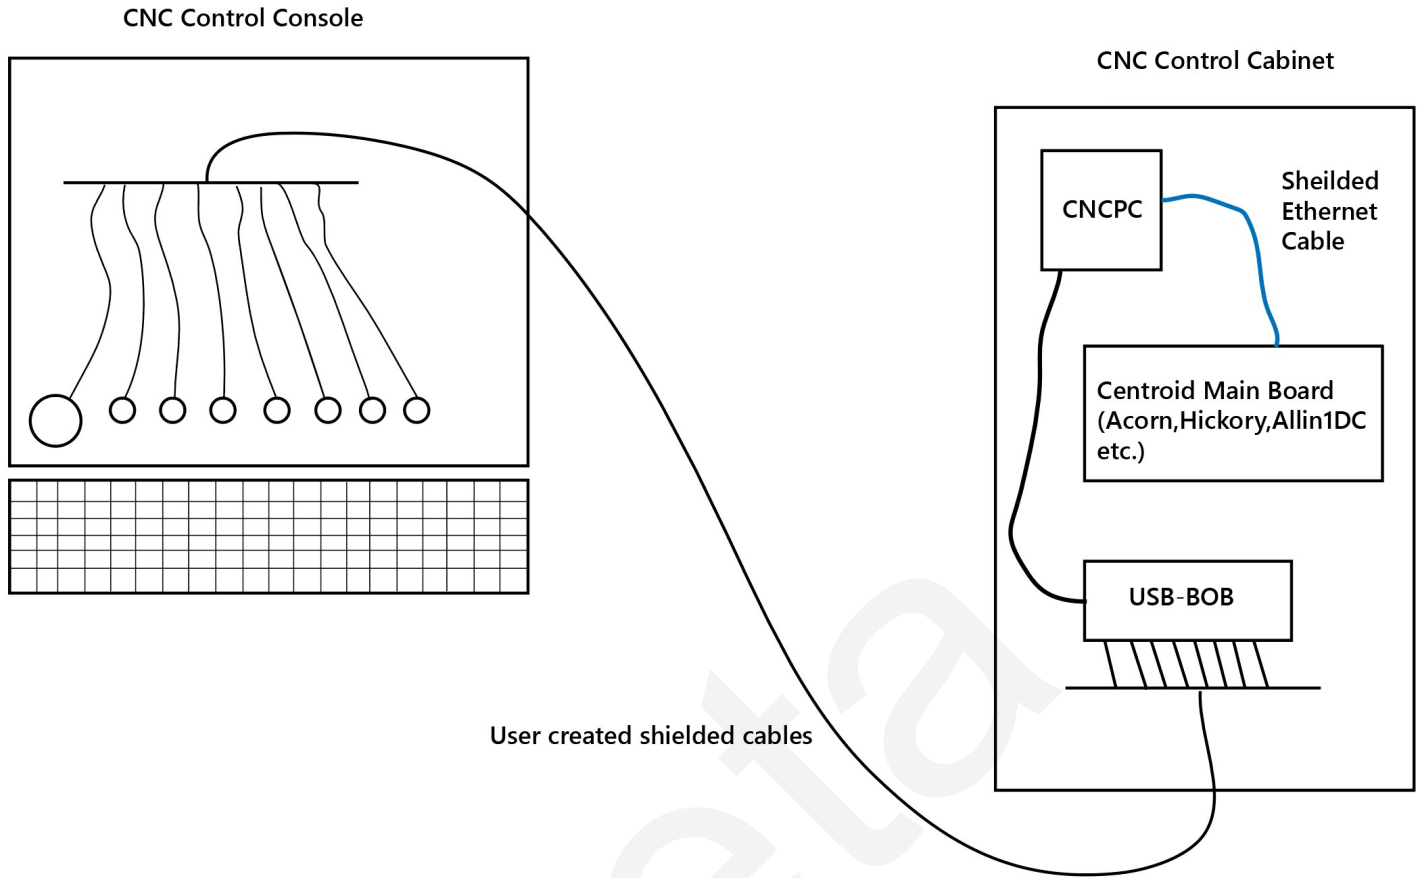 CNC Control Console
CNC Control Cabinet
CNCPC
Sheilded
Ethernet
Cable
Centroid Main Board
(Acorn,Hickory,Allin1DC
etc.)
USB-BOB
User created shielded cables
eta